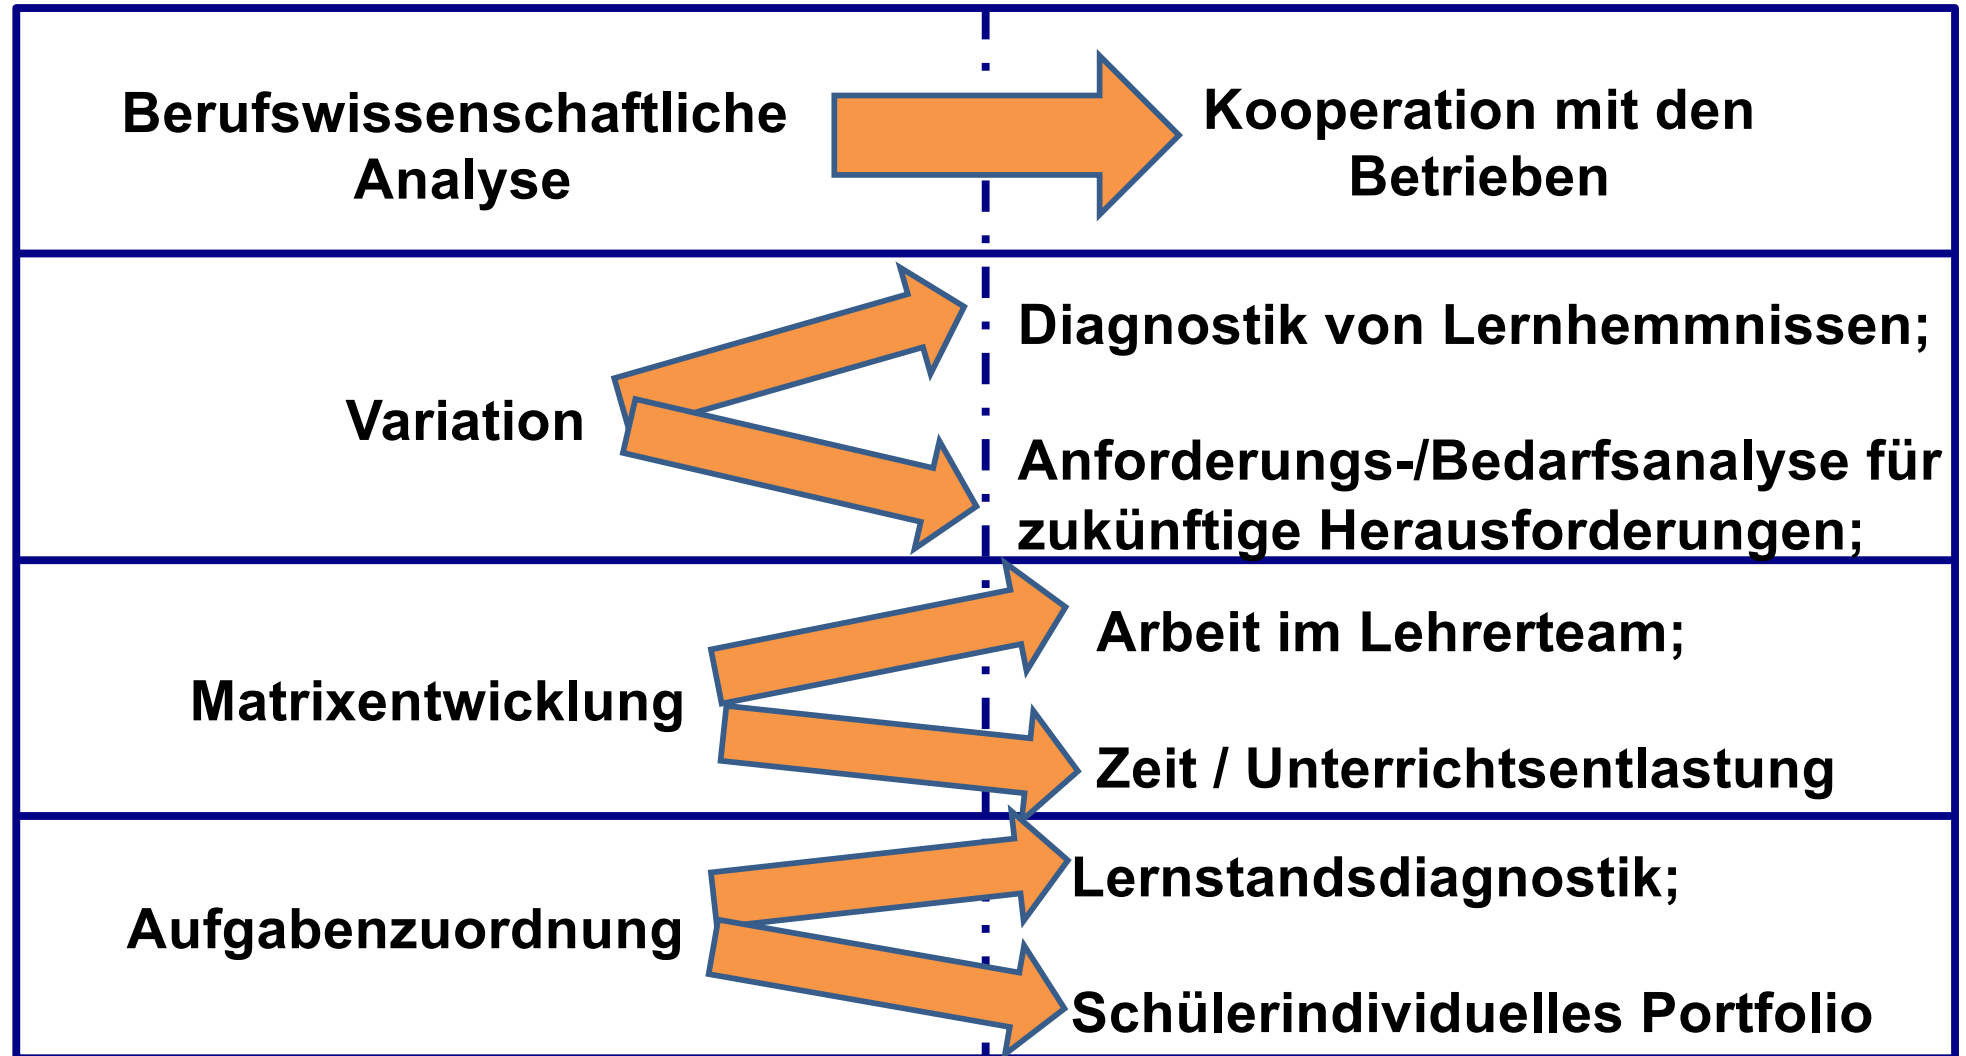 Berufswissenschaftliche
Analyse
Kooperation mit den
Betrieben
Variation
Diagnostik von Lernhemmnissen;
Anforderungs-/Bedarfsanalyse für
zukünftige Herausforderungen;
Matrixentwicklung
Arbeit im Lehrerteam;
Zeit / Unterrichtsentlastung
Aufgabenzuordnung
Lernstandsdiagnostik;
Schülerindividuelles Portfolio